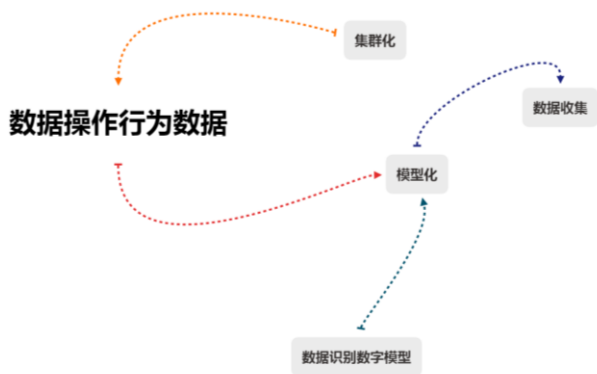 集群化
数据收集
数据操作行为数据
模型化
数据识别数字模型